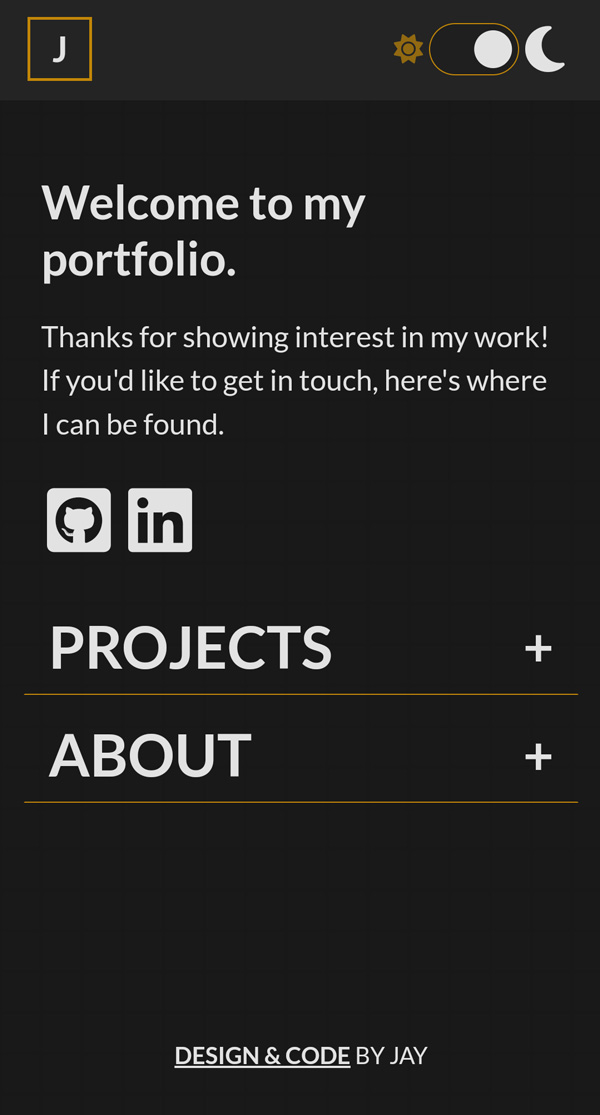 J
Welcome to my
portfolio.
Thanks for showing interest in my work!
If you'd like to get in touch, here's where
I can be found.
in
PROJECTS +
ABOUT +
DESIGN & CODE BY JAY